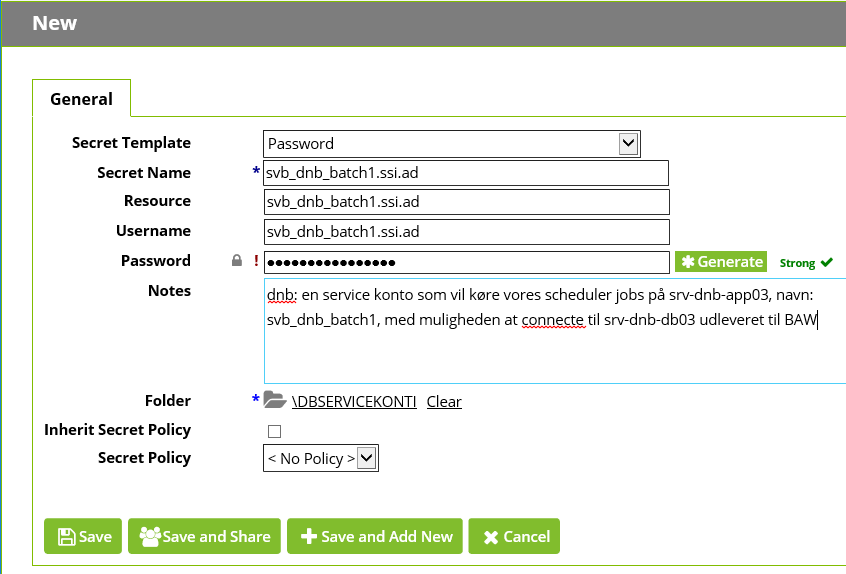 New
General
Secret Template Password
Secret Name * svb_dnb_batch1.ssi.ad
Resource svb_dnb_batch1.ssi.ad
Username svb_dnb_batch1.ssi.ad
Password ! •••••••••••••••• Generate Strong
Notes dnb: en service konto som vil køre vores scheduler jobs på srv-dnb-app03, navn:
svb_dnb_batch1, med muligheden at connecte til srv-dnb-db03 udleveret til BAW
Folder * \DBSERVICEKONTI Clear
Inherit Secret Policy
Secret Policy < No Policy >
Save Save and Share Save and Add New Cancel